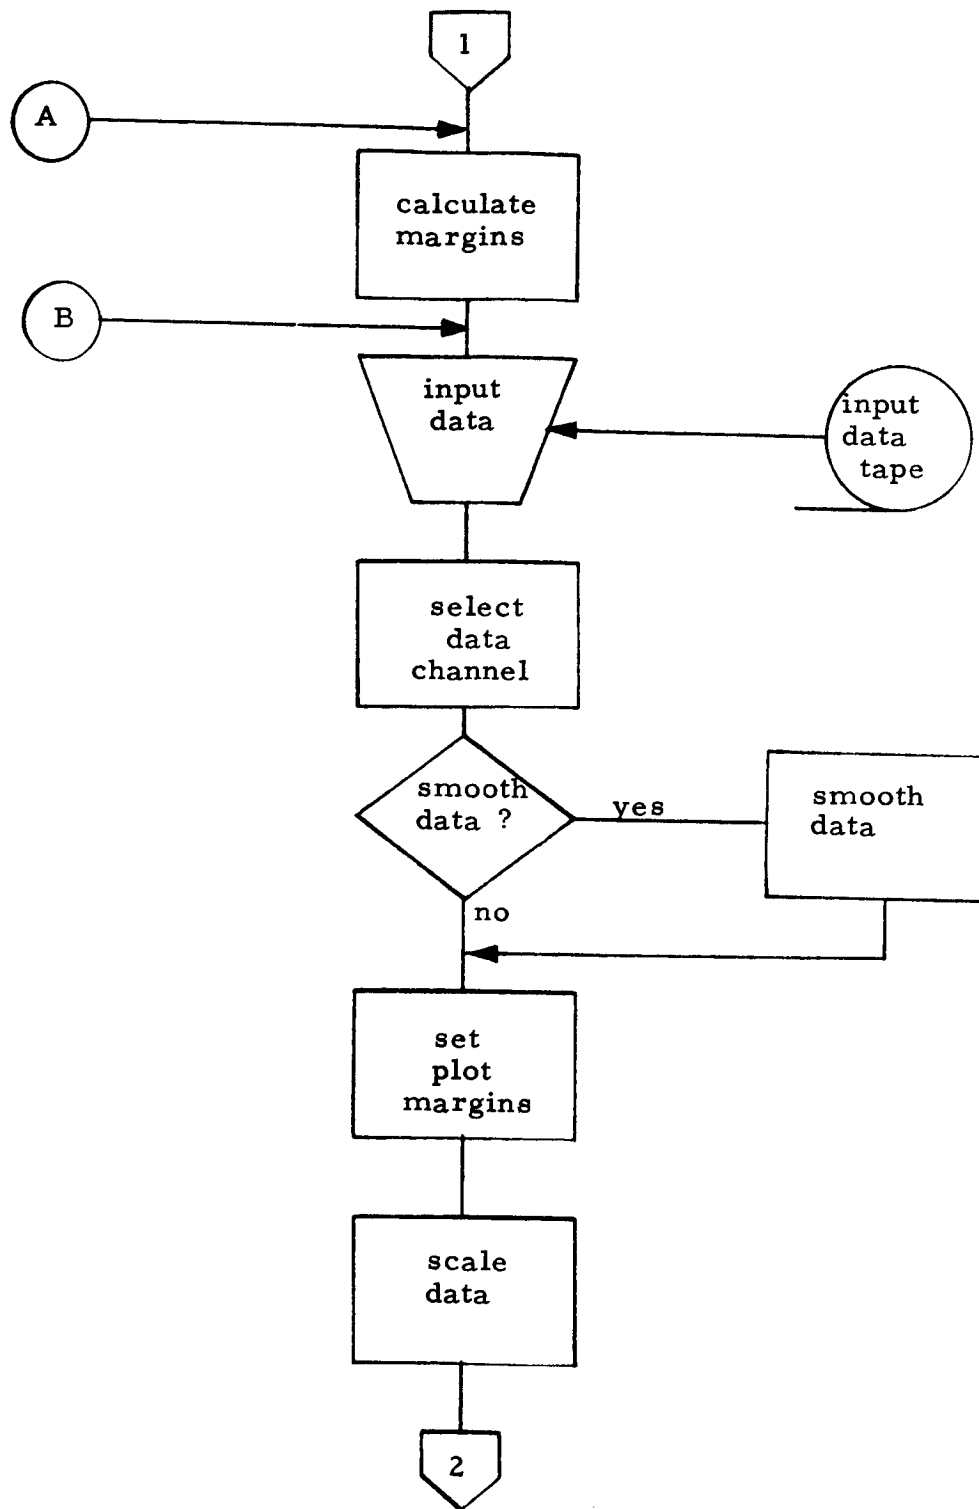 1
A
calculate
margins
B
input
data
input
data
tape
select
data
channel
smooth
data ?
yes
smooth
data
no
set
plot
margins
scale
data
2